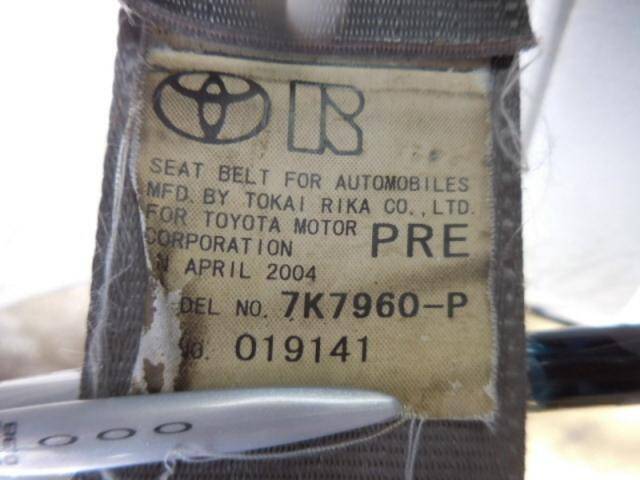 SEAT BELT FOR AUTOMOBILES
MFD. BY TOKAI RIKA CO., LTD.
FOR TOYOTA MOTOR
CORPORATION PRE
N APRIL 2004
DEL NO. 7K7960-P
NO. 019141